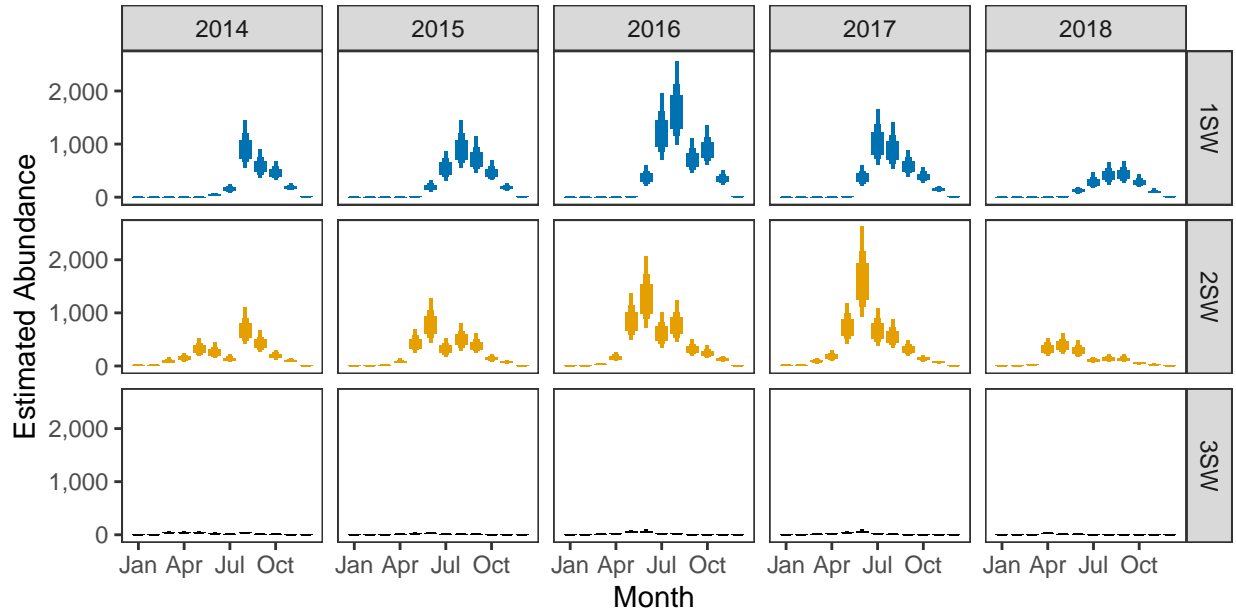 2014 2015 2016 2017 2018
2,000
1,000
0
1SW
2,000
1,000
0
2SW
2,000
1,000
0
3SW
Estimated Abundance
Jan Apr Jul Oct Jan Apr Jul Oct Jan Apr Jul Oct Jan Apr Jul Oct Jan Apr Jul Oct
Month